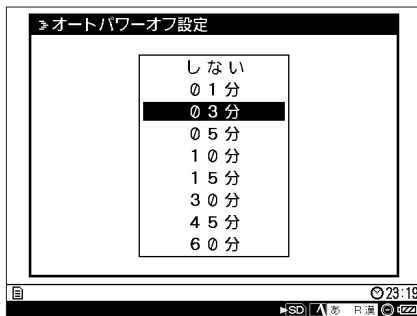 オートパワーオフ設定
しない
01分
03分
05分
10分
15分
30分
45分
60分
23:19
SD あ R漢